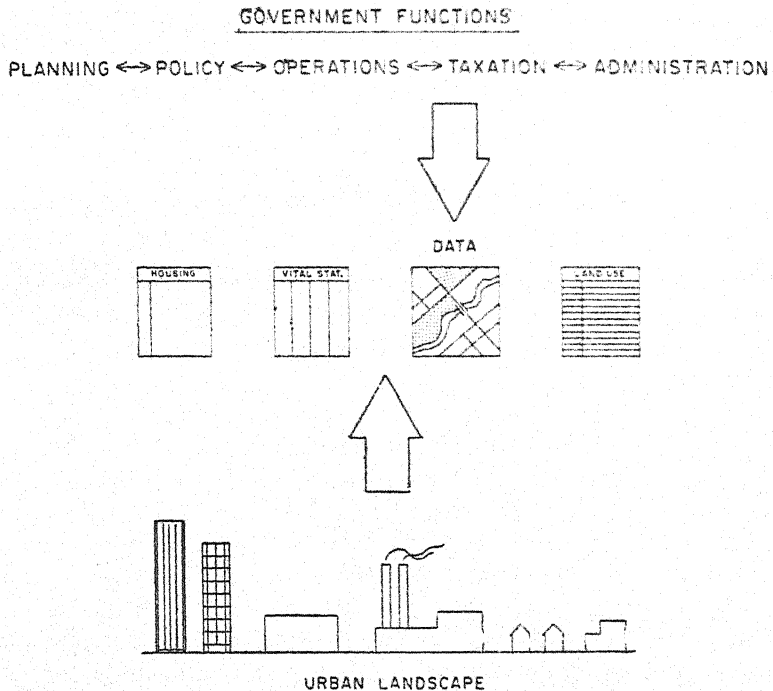 GOVERNMENT FUNCTIONS
PLANNING ↔ POLICY ↔ OPERATIONS ↔ TAXATION ↔ ADMINISTRATION
DATA
HOUSING VITAL STAT. LAND USE
URBAN LANDSCAPE